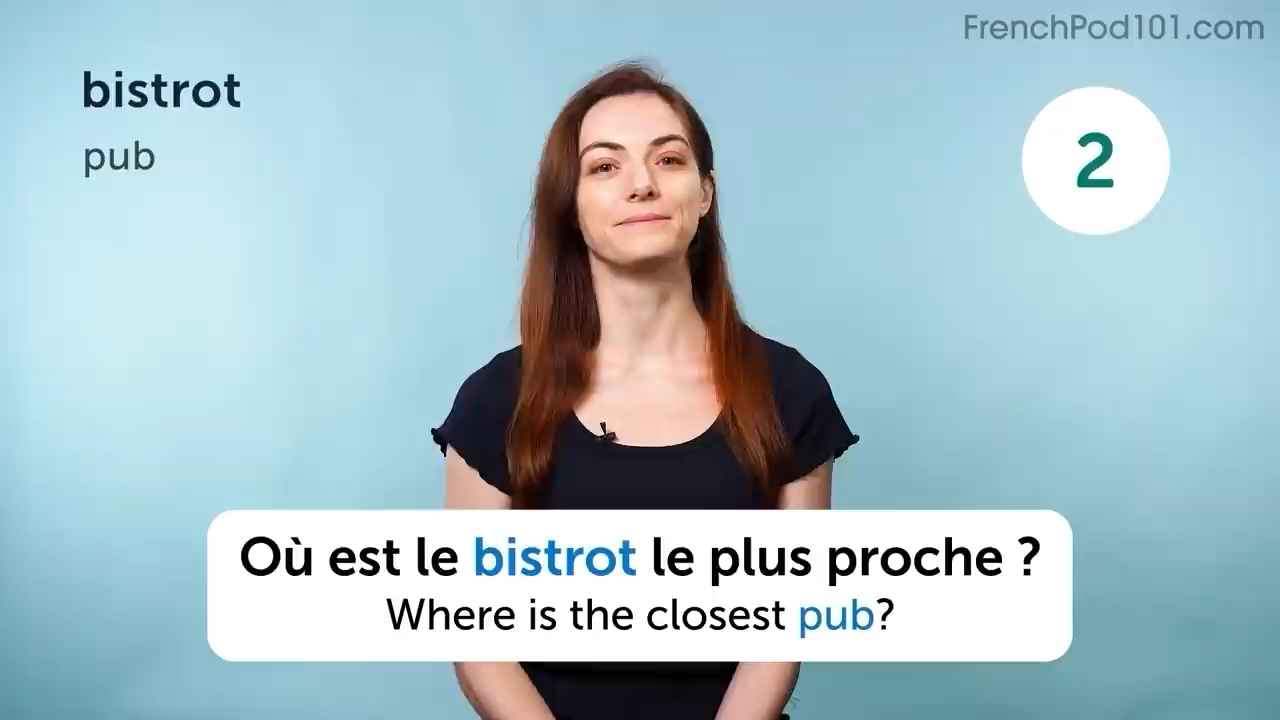 FrenchPod101.com
bistrot
pub
2
Où est le bistrot le plus proche ?
Where is the closest pub?